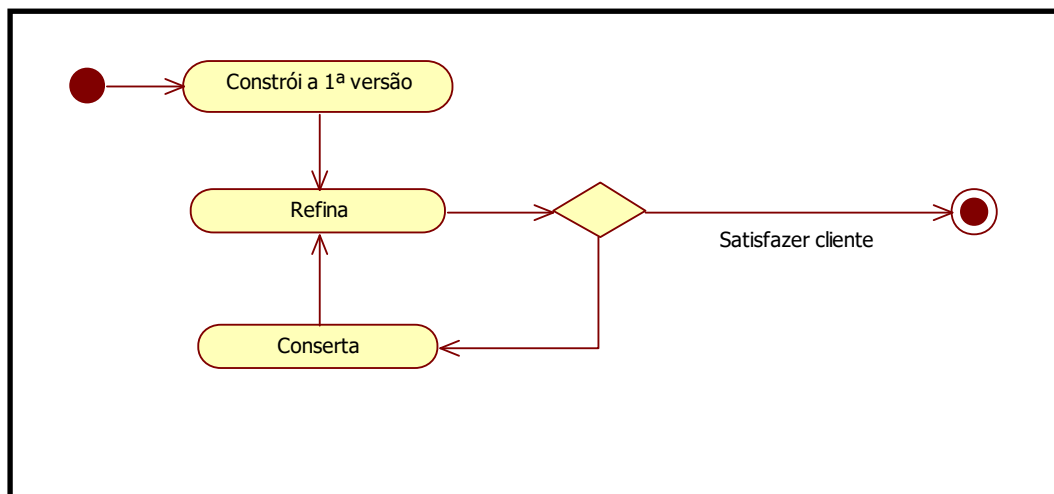 Constrói a 1ª versão
Refina
Satisfazer cliente
Conserta